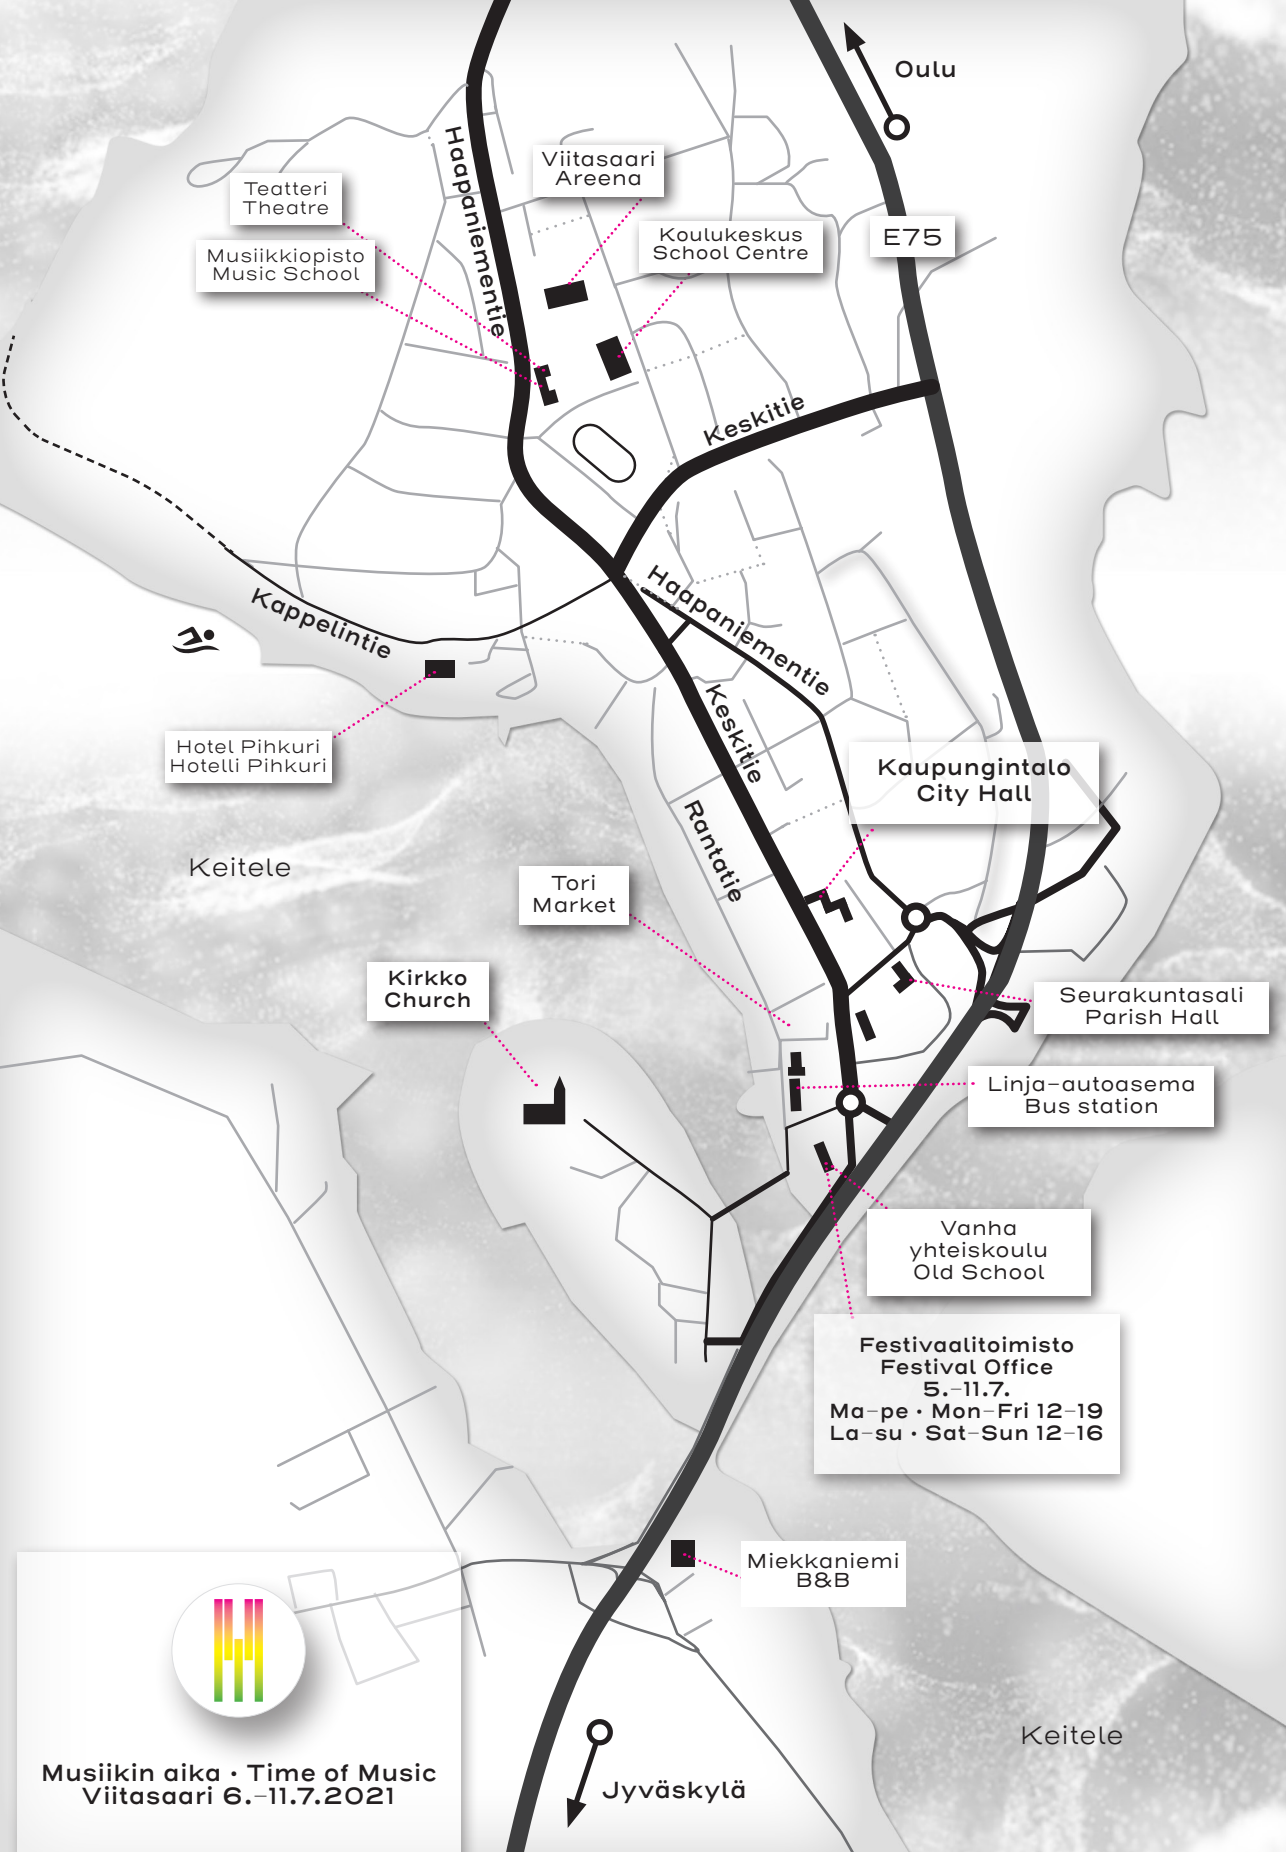 Oulu
Haapaniementie
Viitasaari
Areena
Teatteri
Theatre
Koulukeskus
School Centre
E75
Musiikkiopisto
Music School
Keskitie
Haapaniementie
Kappelintie
Keskitie
Hotel Pihkuri
Hotelli Pihkuri
Kaupungintalo
City Hall
Rantatie
Keitele
Tori
Market
Kirkko
Church
Seurakuntasali
Parish Hall
Linja-autoasema
Bus station
Vanha
yhteiskoulu
Old School
Festivaalitoimisto
Festival Office
5.–11.7.
Ma–pe • Mon–Fri 12–19
La–su • Sat–Sun 12–16
Miekkaniemi
B&B
Keitele
Jyväskylä
Musiikin aika • Time of Music
Viitasaari 6.–11.7.2021